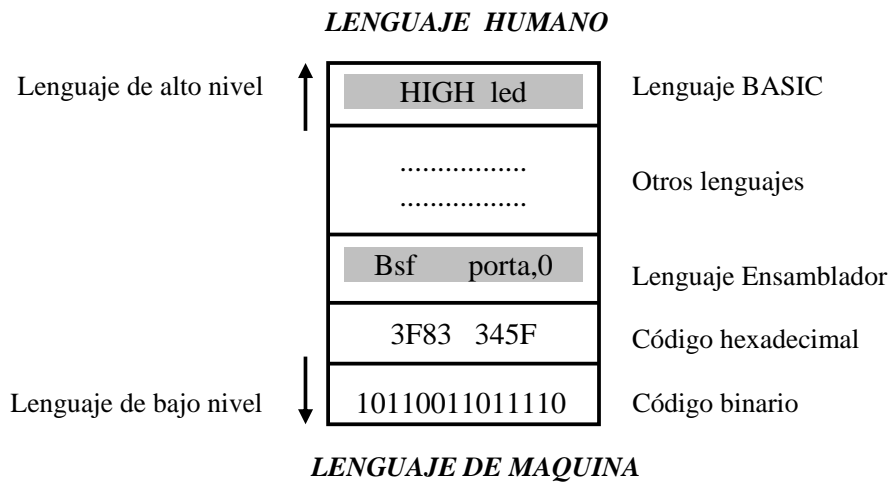 LENGUAJE HUMANO
Lenguaje de alto nivel
HIGH led
Lenguaje BASIC
.................
.................
Otros lenguajes
Bsf porta,0
Lenguaje Ensamblador
3F83 345F
Código hexadecimal
Lenguaje de bajo nivel
10110011011110
Código binario
LENGUAJE DE MAQUINA